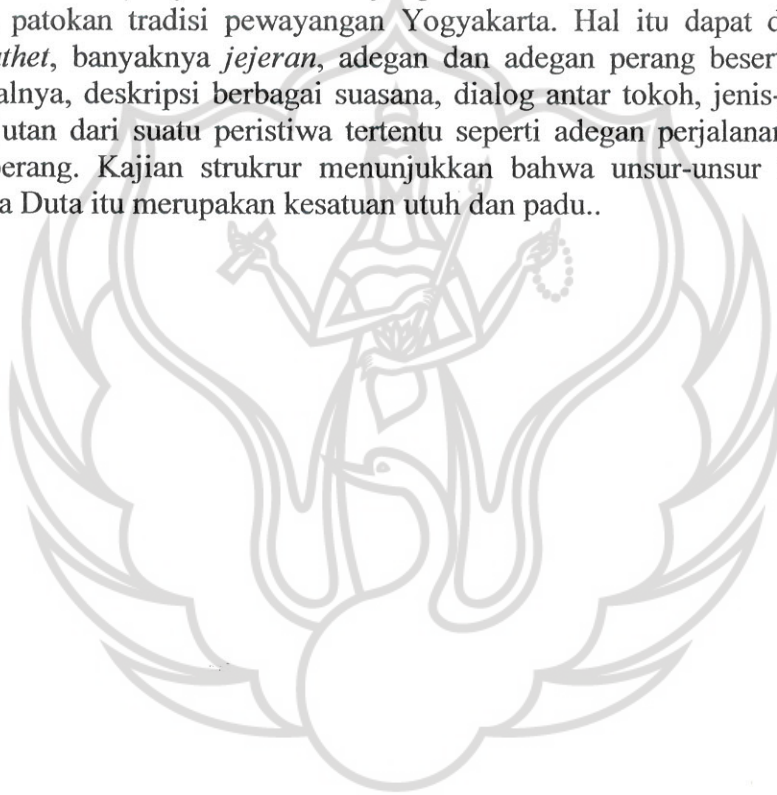 patokan tradisi pewayangan Yogyakarta. Hal itu dapat d
thet, banyaknya jejeran, adegan dan adegan perang beser
alnya, deskripsi berbagai suasana, dialog antar tokoh, jenis-
utan dari suatu peristiwa tertentu seperti adegan perjalanan
erang. Kajian strukrur menunjukkan bahwa unsur-unsur
a Duta itu merupakan kesatuan utuh dan padu..